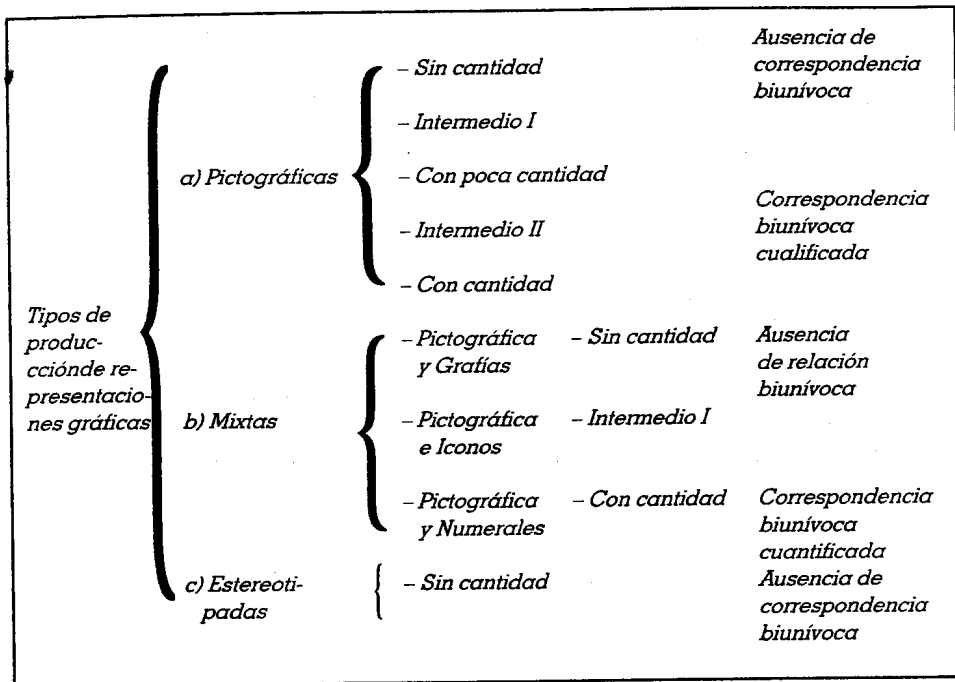 Tipos de
produc-
cciónde re-
presentacio-
nes gráficas
a) Pictográficas
– Sin cantidad
Ausencia de
correspondencia
biunívoca
– Intermedio I
– Con poca cantidad
– Intermedio II
Correspondencia
biunívoca
cualificada
– Con cantidad
b) Mixtas
– Pictográfica
y Grafías
– Sin cantidad
Ausencia
de relación
biunívoca
– Pictográfica
e Iconos
– Intermedio I
– Pictográfica
y Numerales
– Con cantidad
Correspondencia
biunívoca
cuantificada
c) Estereoti-
padas
– Sin cantidad
Ausencia de
correspondencia
biunívoca